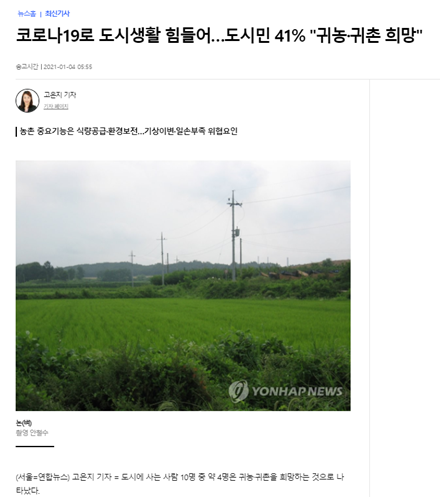 뉴스홈 | 최신기사
코로나19로 도시생활 힘들어…도시민 41% "귀농·귀촌 희망"
송고시간 | 2021-01-04 05:55
고은지 기자
기자 페이지
농촌 중요기능은 식량공급·환경보전…기상이변·일손부족 위협요인
YONHAP NEWS
논(벼)
촬영 안철수
(서울=연합뉴스) 고은지 기자 = 도시에 사는 사람 10명 중 약 4명은 귀농·귀촌을 희망하는 것으로 나
타났다.